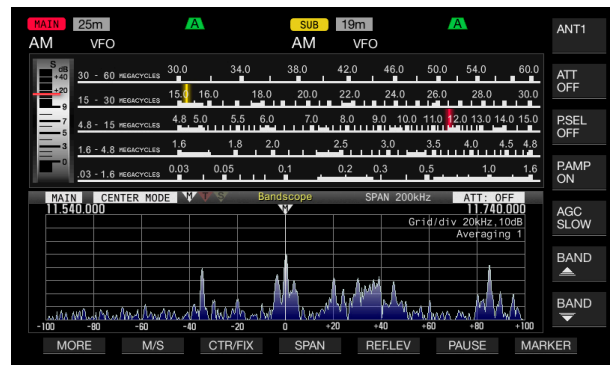 MAIN 25m A SUB 19m A ANT1
AM VFO AM VFO
S dB +40 +20 9 7 5 3 0
30 - 60 MEGACYCLES 30.0 34.0 38.0 42.0 46.0 50.0 54.0 60.0
15 - 30 MEGACYCLES 15.0 16.0 18.0 20.0 22.0 24.0 26.0 28.0 30.0
4.8 - 15 MEGACYCLES 4.8 5.0 5.5 6.0 7.0 8.0 9.0 10.0 11.0 12.0 13.0 14.0 15.0
1.6 - 4.8 MEGACYCLES 1.6 1.8 2.0 2.5 3.0 3.5 4.0 4.5 4.8
.03 - 1.6 MEGACYCLES 0.03 0.05 0.1 0.2 0.3 0.5 1.0 1.6
ATT
OFF
P.SEL
OFF
P.AMP
ON
AGC
SLOW
BAND
BAND
MAIN CENTER MODE M T S Bandscope SPAN 200kHz ATT: OFF
11.540.000 M 11.740.000
Grid/div 20kHz,10dB
Averaging 1
-100 -80 -60 -40 -20 0 +20 +40 +60 +80 +100
MORE M/S CTR/FIX SPAN REF.LEV PAUSE MARKER